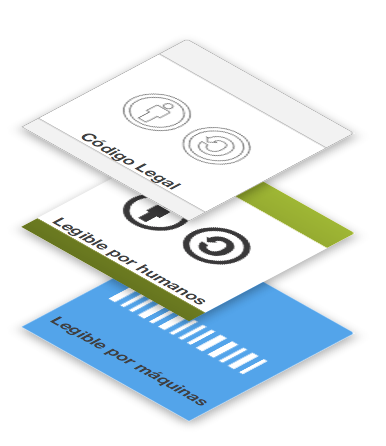 Código Legal
Legible por humanos
Legible por máquinas